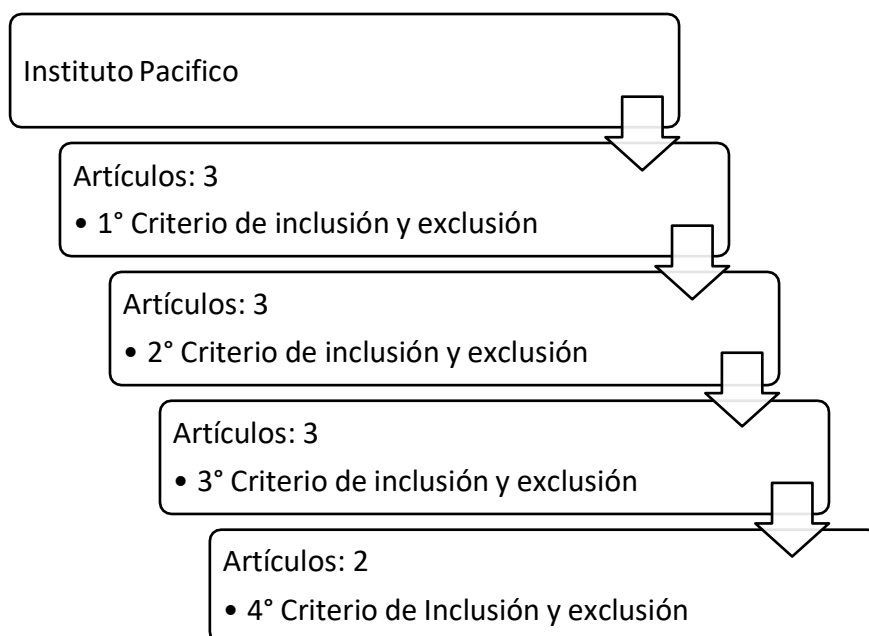 Instituto Pacifico
Artículos: 3
• 1° Criterio de inclusión y exclusión
Artículos: 3
• 2° Criterio de inclusión y exclusión
Artículos: 3
• 3° Criterio de inclusión y exclusión
Artículos: 2
• 4° Criterio de Inclusión y exclusión